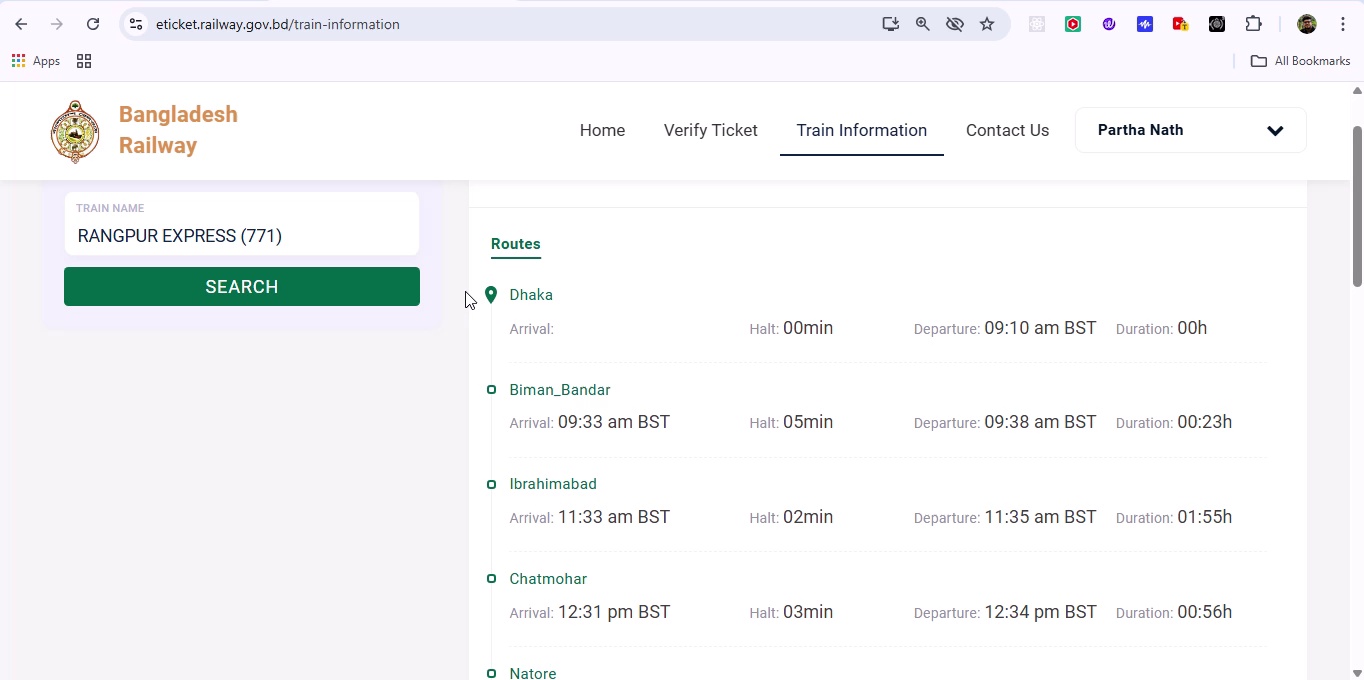 eticket.railway.gov.bd/train-information
Apps
All Bookmarks
Bangladesh
Railway
Home Verify Ticket Train Information Contact Us Partha Nath
TRAIN NAME
RANGPUR EXPRESS (771)
SEARCH
Routes
Dhaka
Arrival: Halt: 00min Departure: 09:10 am BST Duration: 00h
Biman_Bandar
Arrival: 09:33 am BST Halt: 05min Departure: 09:38 am BST Duration: 00:23h
Ibrahimabad
Arrival: 11:33 am BST Halt: 02min Departure: 11:35 am BST Duration: 01:55h
Chatmohar
Arrival: 12:31 pm BST Halt: 03min Departure: 12:34 pm BST Duration: 00:56h
Natore